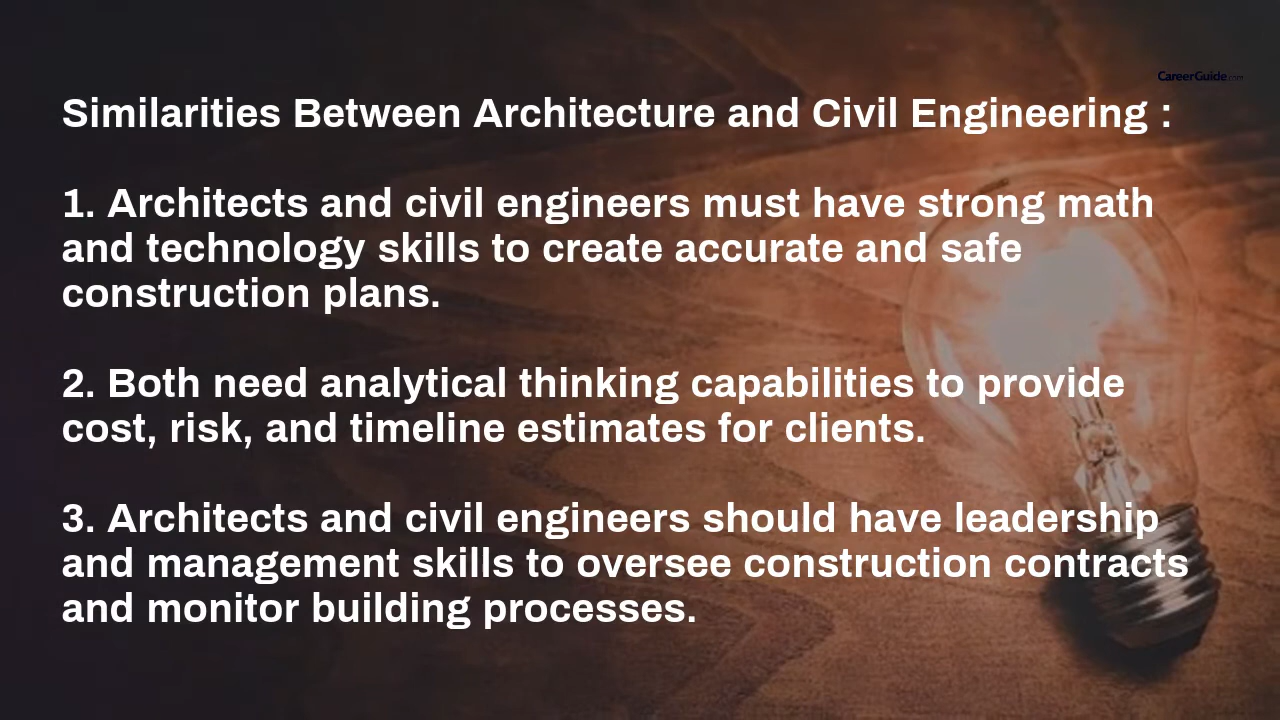 CareerGuide.com
Similarities Between Architecture and Civil Engineering :
1. Architects and civil engineers must have strong math
and technology skills to create accurate and safe
construction plans.
2. Both need analytical thinking capabilities to provide
cost, risk, and timeline estimates for clients.
3. Architects and civil engineers should have leadership
and management skills to oversee construction contracts
and monitor building processes.